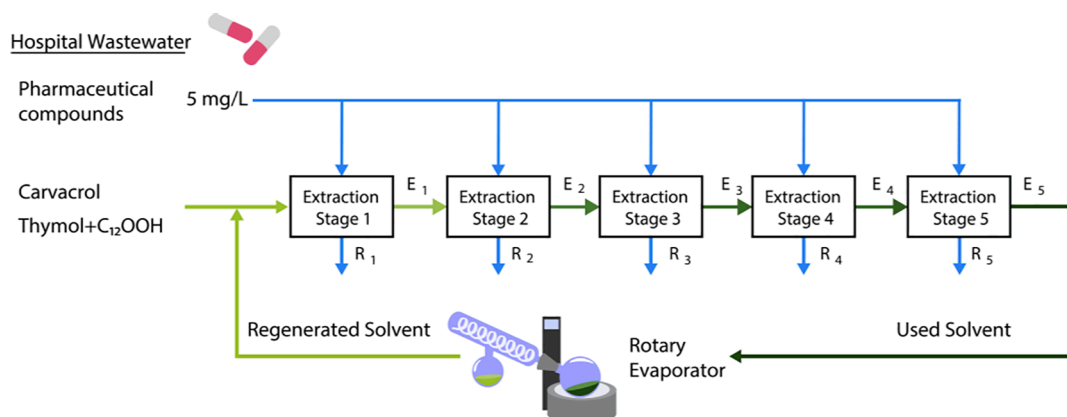 Hospital Wastewater
Pharmaceutical
compounds
5 mg/L
Carvacrol
Thymol+C₁₂OOH
Extraction
Stage 1
E 1
Extraction
Stage 2
E 2
Extraction
Stage 3
E 3
Extraction
Stage 4
E 4
Extraction
Stage 5
E 5
R 1
R 2
R 3
R 4
R 5
Regenerated Solvent
Rotary
Evaporator
Used Solvent